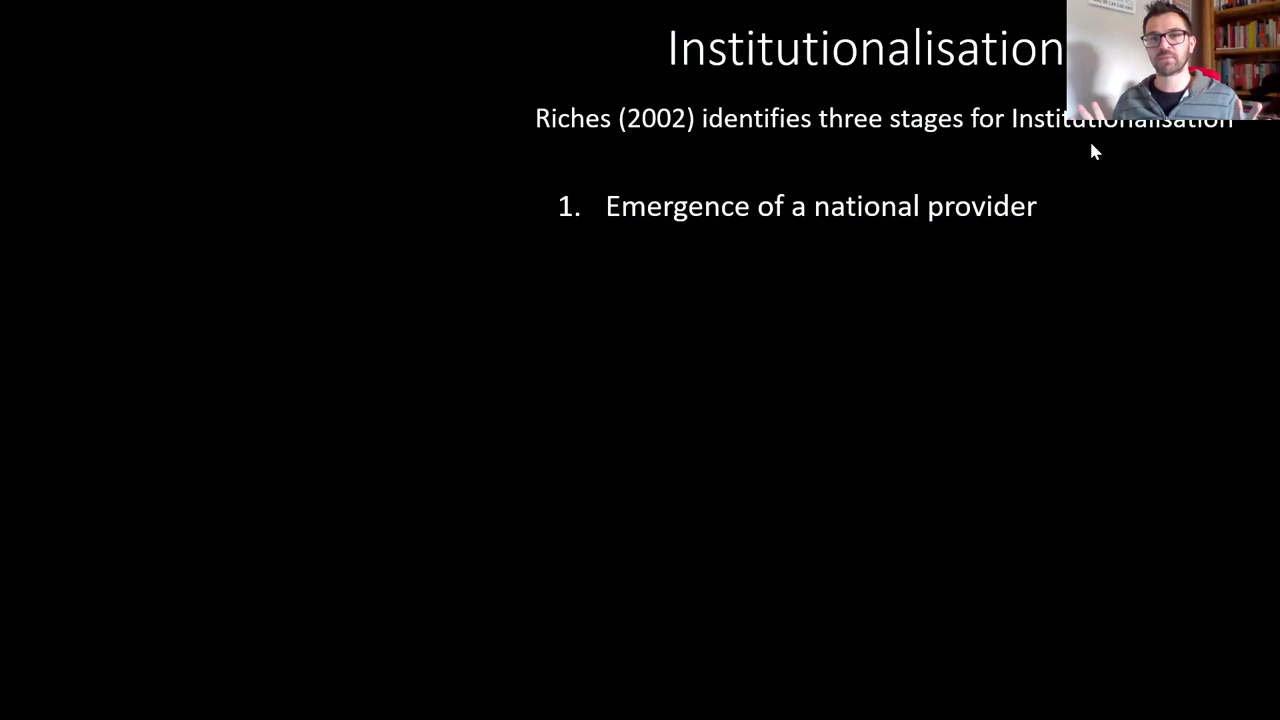 Institutionalisation
Riches (2002) identifies three stages for Institutionalisation
1. Emergence of a national provider